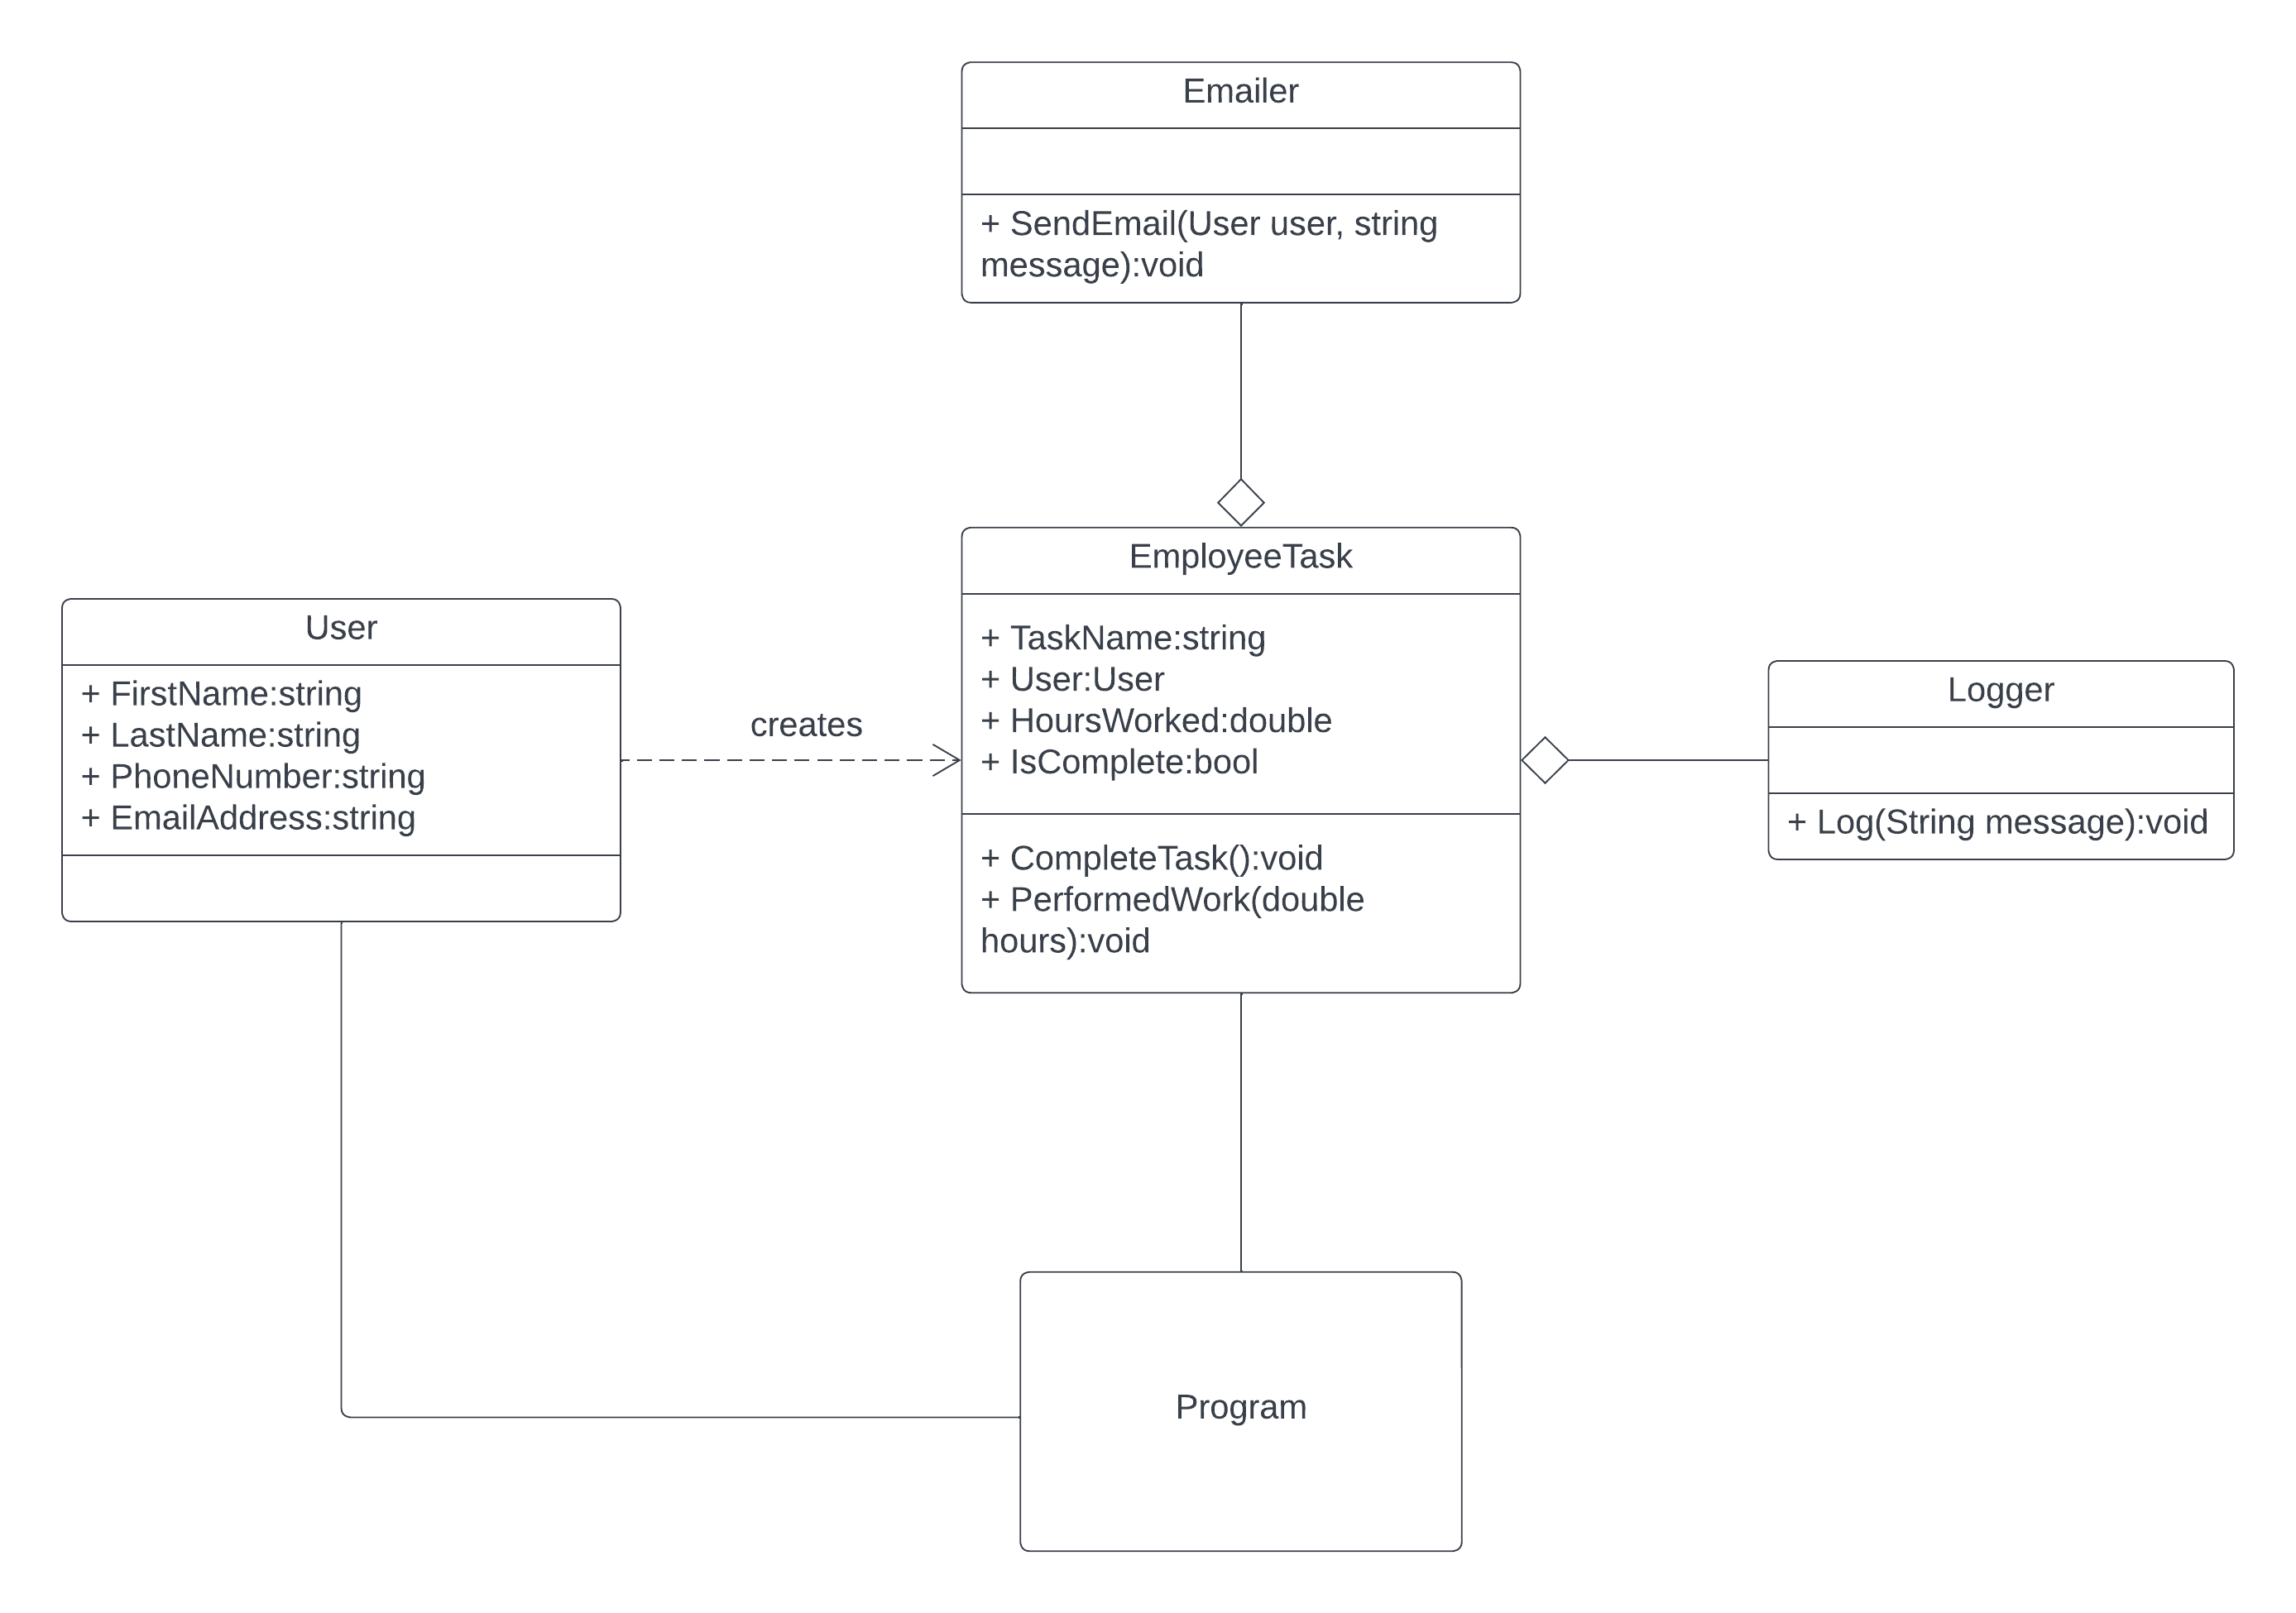 Emailer
+ SendEmail(User user, string
message):void
EmployeeTask
+ TaskName:string
+ User:User
+ HoursWorked:double
+ IsComplete:bool
+ CompleteTask():void
+ PerformedWork(double
hours):void
User
+ FirstName:string
+ LastName:string
+ PhoneNumber:string
+ EmailAddress:string
creates
Logger
+ Log(String message):void
Program